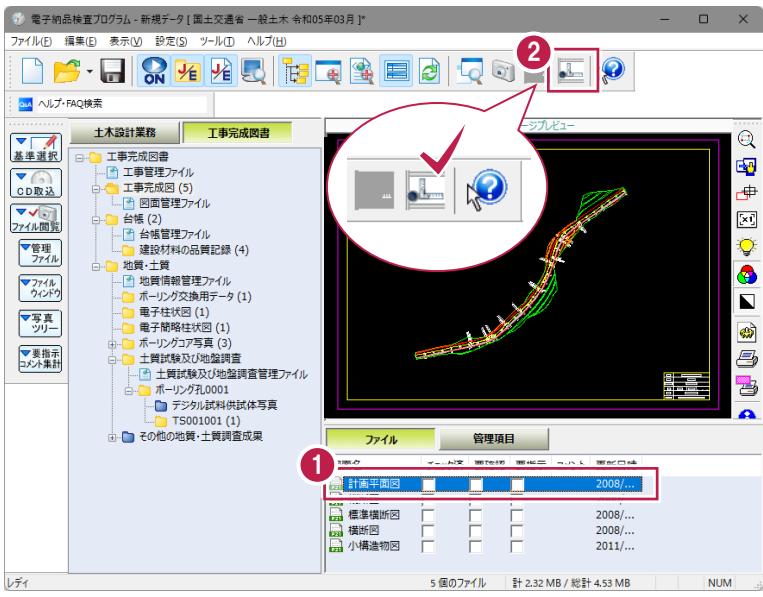 電子納品検査プログラム - 新規データ [ 国土交通省 一般土木 令和05年03月 ]*
ファイル(F) 編集(E) 表示(V) 設定(S) ツール(T) ヘルプ(H)
2
ON J/E J/E
Q&A ヘルプ・FAQ検索
基準選択
CD取込
ファイル閲覧
管理
ファイル
ファイル
ウィンドウ
写真
ツリー
要指示
コメント集計
土木設計業務 工事完成図書
工事完成図書
工事管理ファイル
工事完成図 (5)
図面管理ファイル
台帳 (2)
台帳管理ファイル
建設材料の品質記録 (4)
地質・土質
地質情報管理ファイル
ボーリング交換用データ (1)
電子柱状図 (1)
電子簡略柱状図 (1)
ボーリングコア写真 (3)
土質試験及び地盤調査
土質試験及び地盤調査管理ファイル
ボーリング孔0001
デジタル試料供試体写真
TS001001 (1)
その他の地質・土質調査成果
ージプレビュー
ファイル 管理項目
1
計画平面図 2008/...
標準横断図 2008/...
横断図 2008/...
小構造物図 2011/...
レディ 5 個のファイル 計 2.32 MB / 総計 4.53 MB NUM